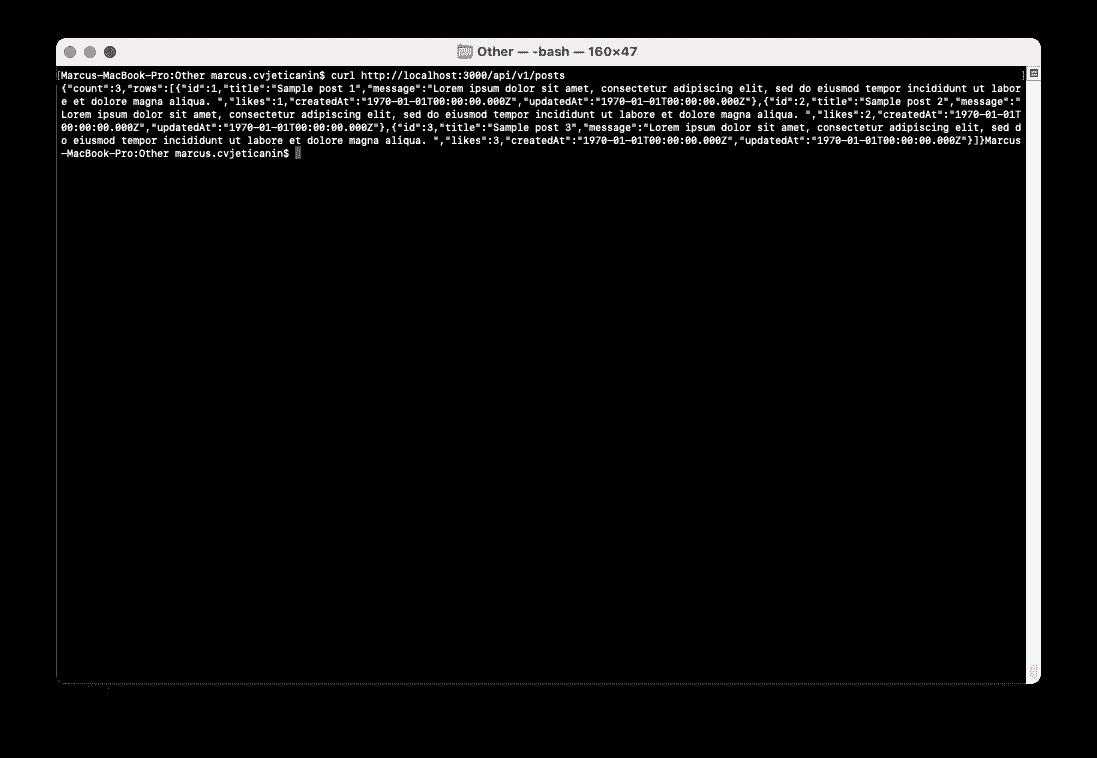 Other — -bash — 160×47
[Marcus-MacBook-Pro:Other marcus.cvjeticanin$ curl http://localhost:3000/api/v1/posts ]
{"count":3,"rows":[{"id":1,"title":"Sample post 1","message":"Lorem ipsum dolor sit amet, consectetur adipiscing elit, sed do eiusmod tempor incididunt ut labor
e et dolore magna aliqua. ","likes":1,"createdAt":"1970-01-01T00:00:00.000Z","updatedAt":"1970-01-01T00:00:00.000Z"},{"id":2,"title":"Sample post 2","message":"
Lorem ipsum dolor sit amet, consectetur adipiscing elit, sed do eiusmod tempor incididunt ut labore et dolore magna aliqua. ","likes":2,"createdAt":"1970-01-01T
00:00:00.000Z","updatedAt":"1970-01-01T00:00:00.000Z"},{"id":3,"title":"Sample post 3","message":"Lorem ipsum dolor sit amet, consectetur adipiscing elit, sed d
o eiusmod tempor incididunt ut labore et dolore magna aliqua. ","likes":3,"createdAt":"1970-01-01T00:00:00.000Z","updatedAt":"1970-01-01T00:00:00.000Z"}]}Marcus
-MacBook-Pro:Other marcus.cvjeticanin$